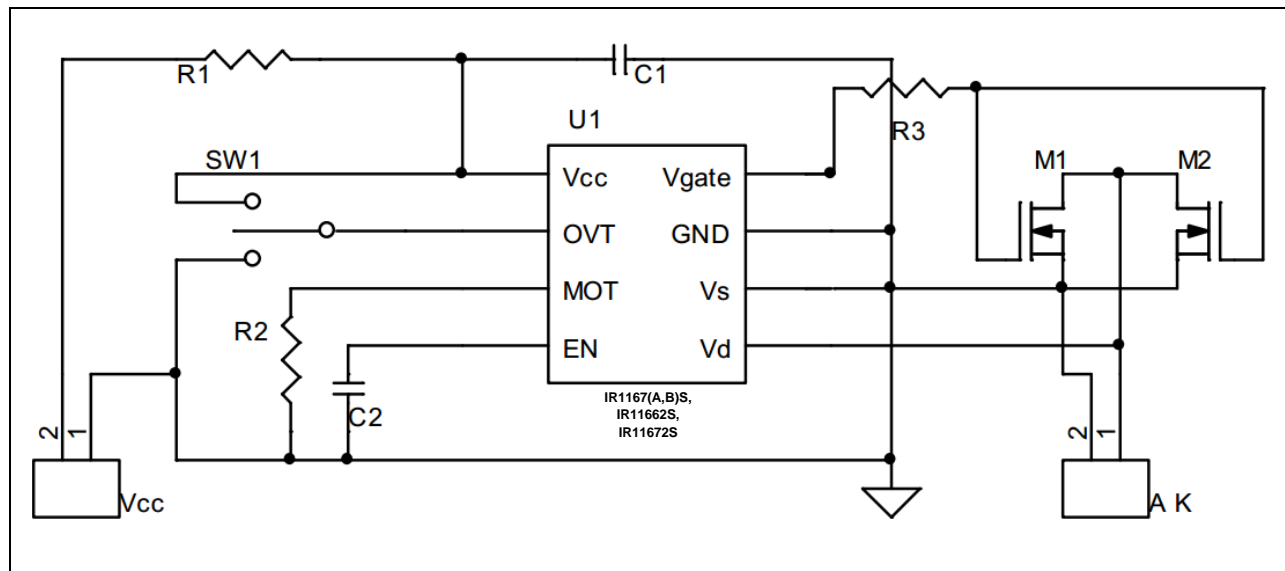 R1
C1
R3
U1
SW1
M1
M2
Vcc
Vgate
OVT
GND
MOT
Vs
EN
Vd
R2
C2
IR1167(A,B)S,
IR11662S,
IR11672S
2
1
Vcc
2
1
A K